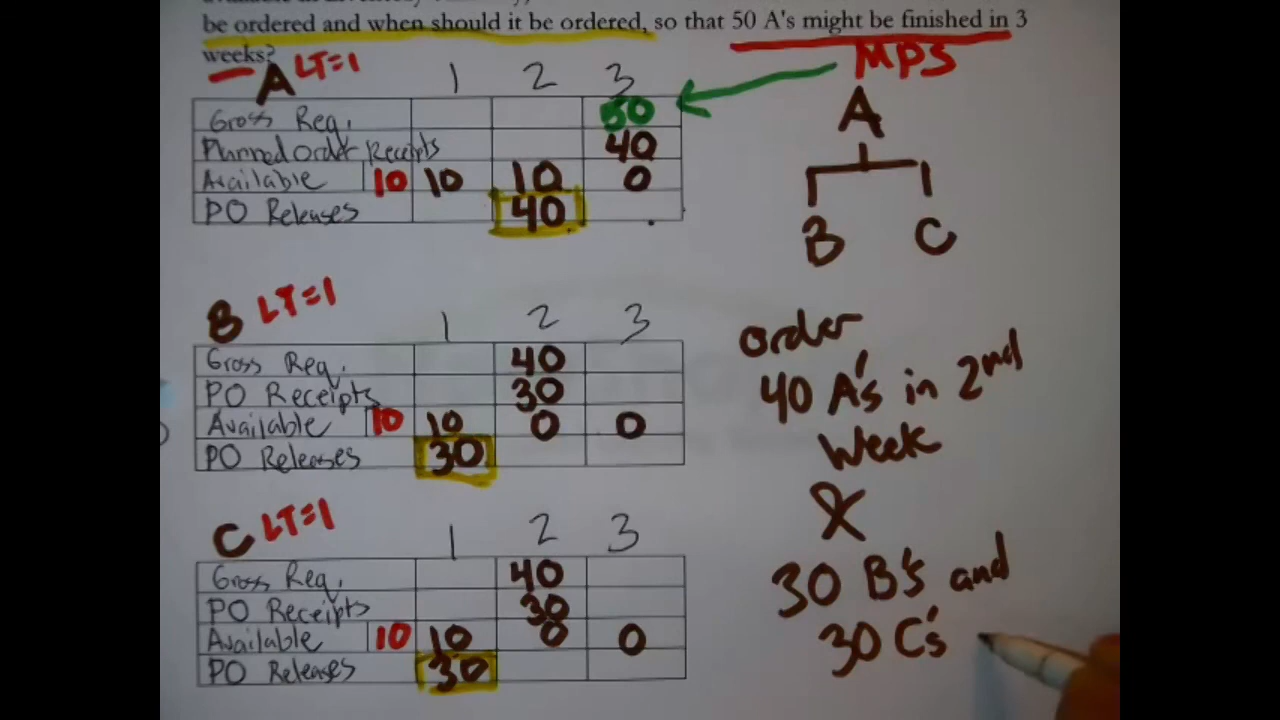 be ordered and when should it be ordered, so that 50 A's might be finished in 3
weeks?
MPS
A LT=1
1 2 3
Gross Req. 50
Planned Order Receipts 40
Available 10 10 10 0
PO Releases 40
A
B C
B LT=1
1 2 3
Gross Req. 40
PO Receipts 30
Available 10 10 0 0
PO Releases 30
C LT=1
1 2 3
Gross Req. 40
PO Receipts 30
Available 10 10 0 0
PO Releases 30
order
40 A's in 2nd
Week
&
30 B's and
30 C's